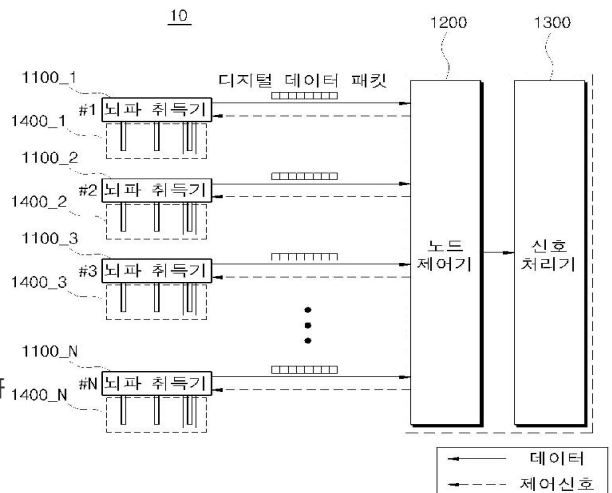 10
1200
1300
1100_1
디지털 데이터 패킷
#1 뇌파 취득기
1400_1
1100_2
#2 뇌파 취득기
1400_2
1100_3
#3 뇌파 취득기
1400_3
노드
제어기
신호
처리기
1100_N
#N 뇌파 취득기
1400_N
데이터
제어신호